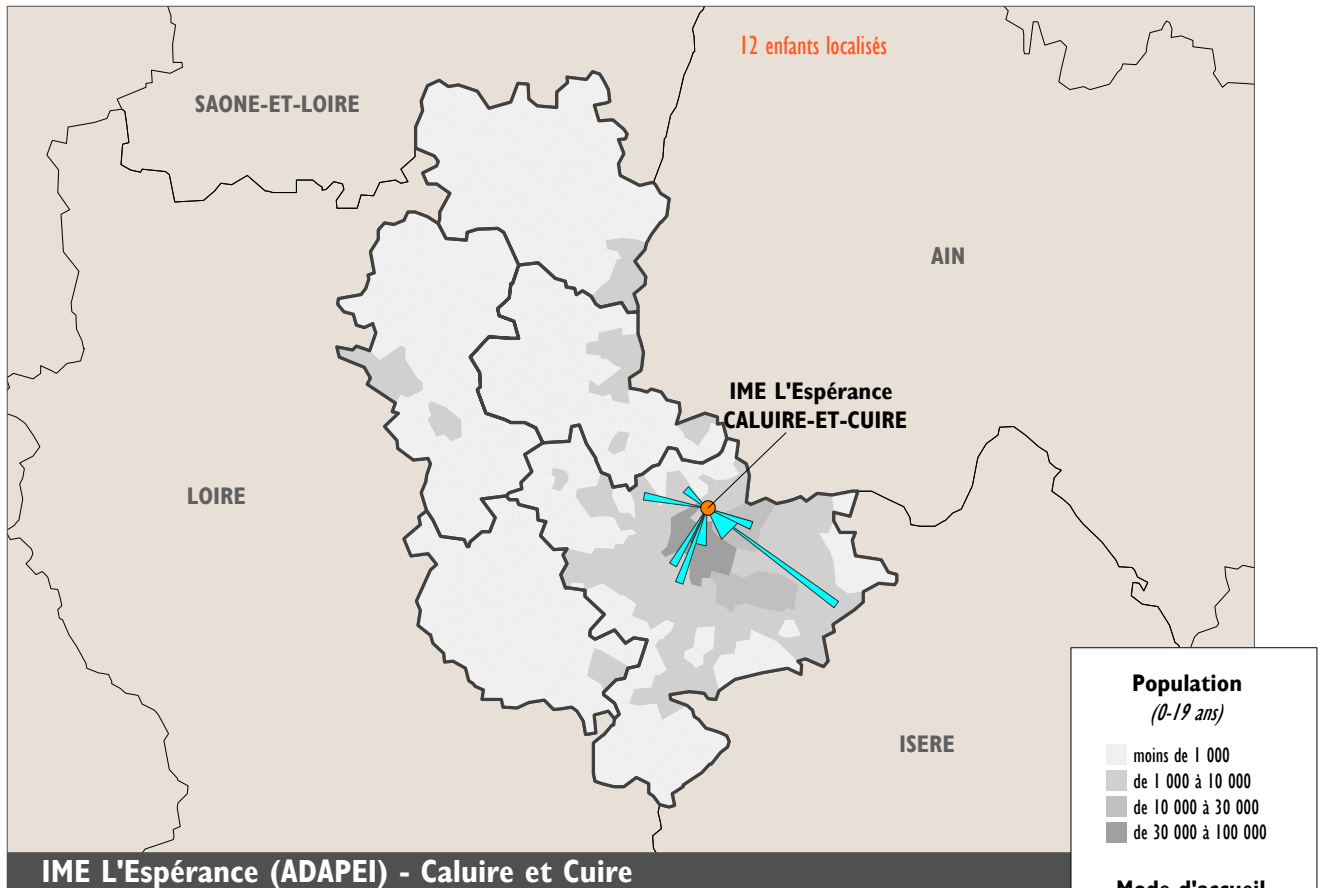 12 enfants localisés
SAONE-ET-LOIRE
AIN
IME L'Espérance
CALUIRE-ET-CUIRE
LOIRE
ISERE
Population
(0-19 ans)
moins de 1 000
de 1 000 à 10 000
de 10 000 à 30 000
de 30 000 à 100 000
Mode d'accueil
IME L'Espérance (ADAPEI) - Caluire et Cuire